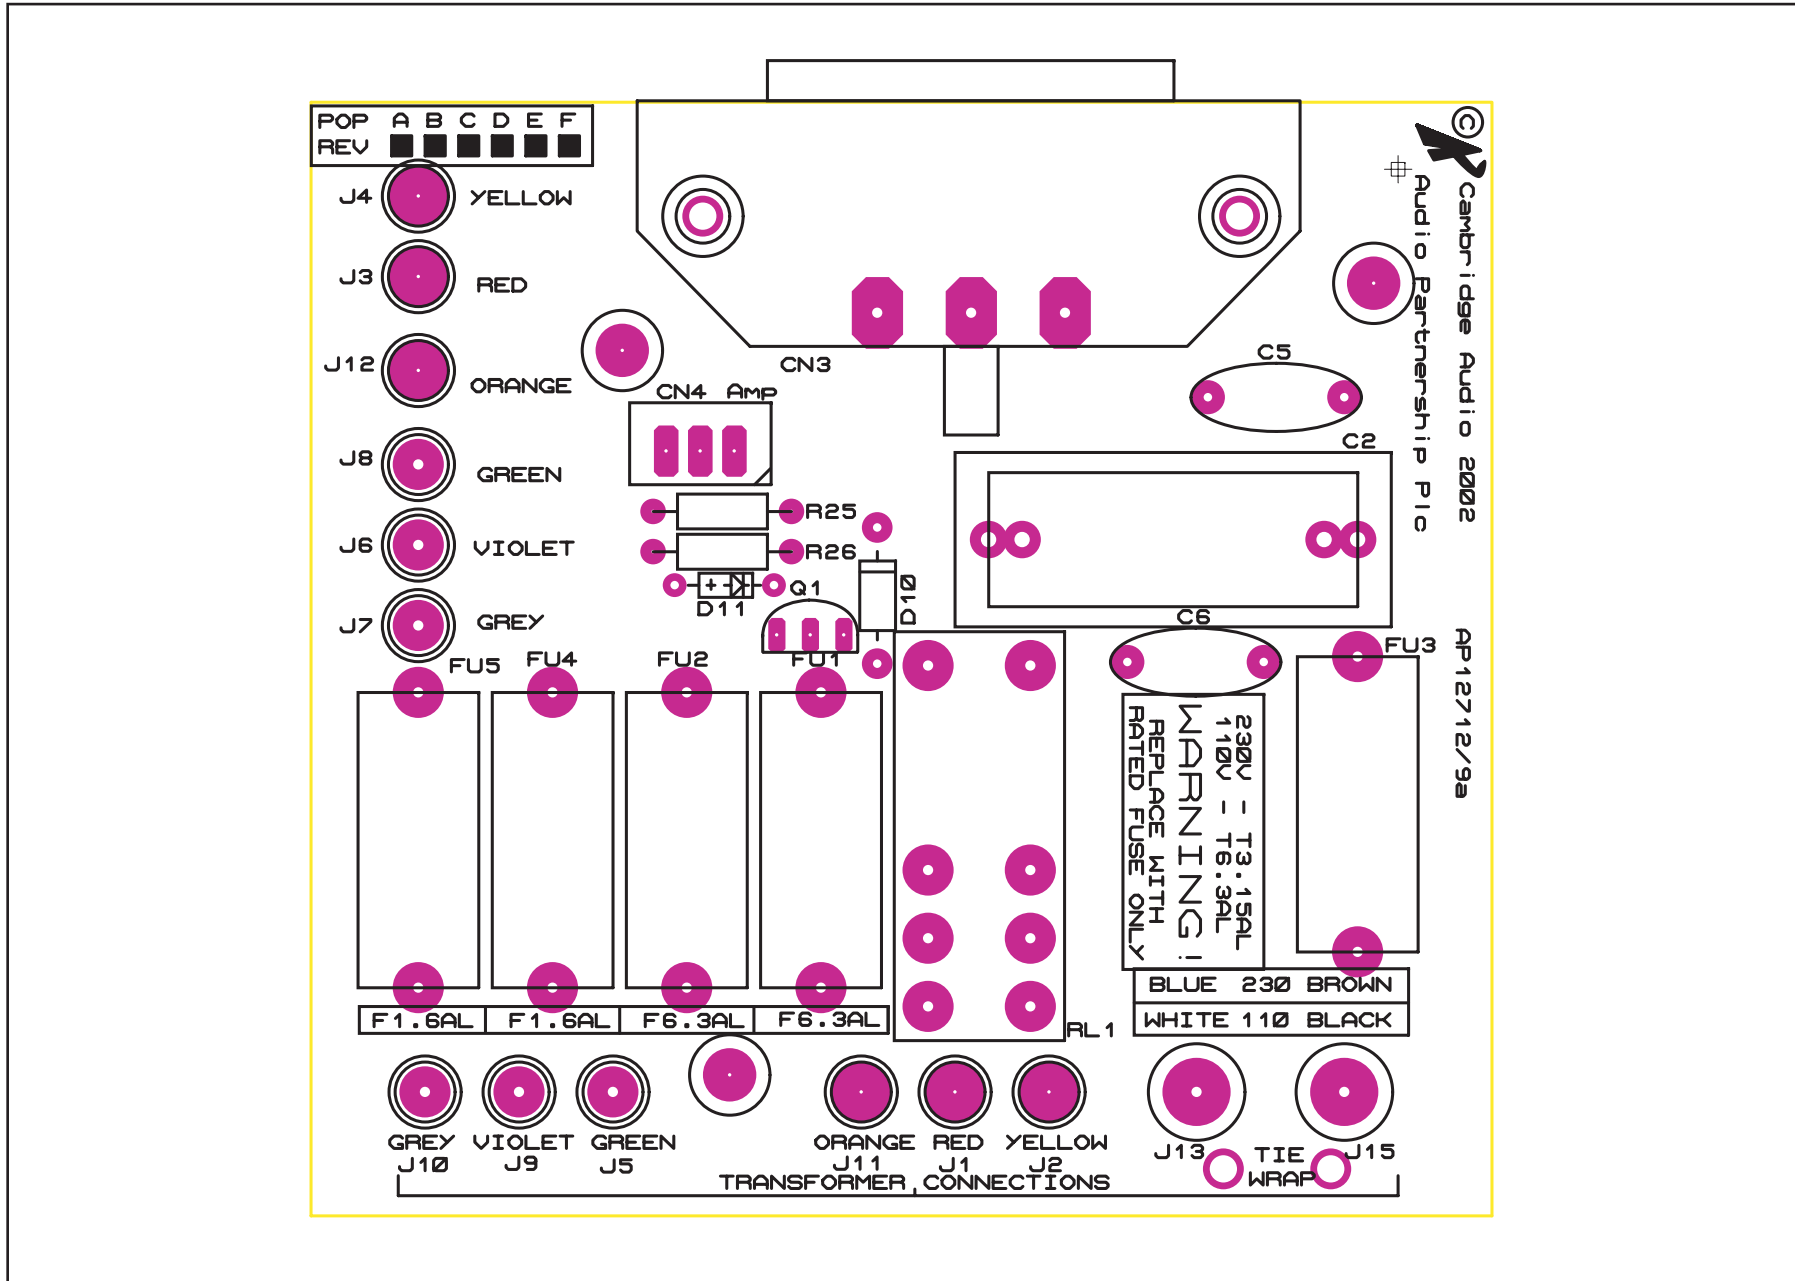 POP A B C D E F
REV
J4 YELLOW
J3 RED
J12 ORANGE
J8 GREEN
J6 VIOLET
J7 GREY
CN3
CN4 Amp
R25
R26
D11
Q1
D10
C5
C2
C6
©
Cambridge Audio 2002
Audio Partnership Plc
AP12712/9a
FU5
FU4
FU2
FU1
FU3
230V - T3.15AL
110V - T6.3AL
WARNING!
REPLACE WITH
RATED FUSE ONLY
BLUE 230 BROWN
WHITE 110 BLACK
F1.6AL F1.6AL F6.3AL F6.3AL
RL1
GREY VIOLET GREEN ORANGE RED YELLOW
J10 J9 J5 J11 J1 J2
J13 TIE J15
WRAP
TRANSFORMER CONNECTIONS